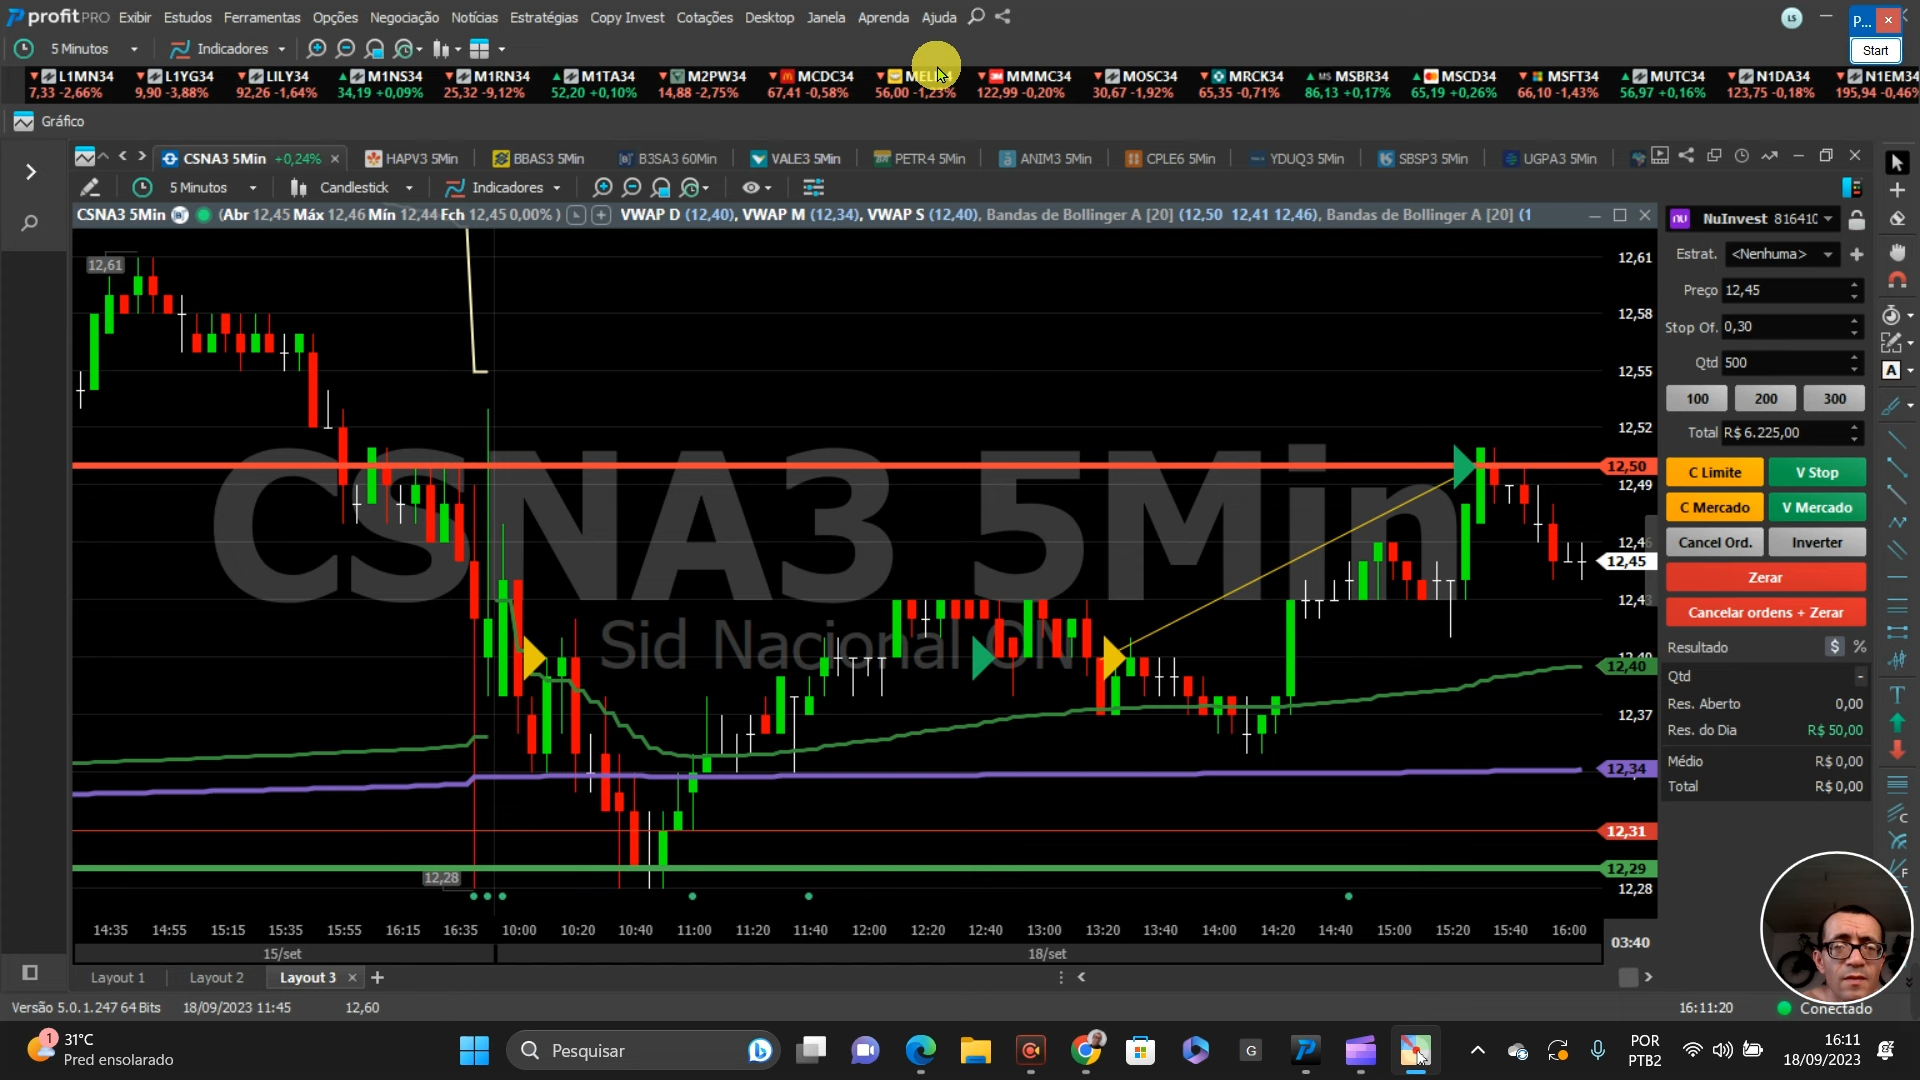 profitPRO Exibir Estudos Ferramentas Opções Negociação Notícias Estratégias Copy Invest Cotações Desktop Janela Aprenda Ajuda LS P... ×
5 Minutos Indicadores Start
L1MN34 L1YG34 LILY34 M1NS34 M1RN34 M1TA34 M2PW34 MCDC34 MMMC34 MOSC34 MRCK34 MSBR34 MSCD34 MSFT34 MUTC34 N1DA34 N1EM34
7,33 -2,66% 9,90 -3,88% 92,26 -1,64% 34,19 +0,09% 25,32 -9,12% 52,20 +0,10% 14,88 -2,75% 67,41 -0,58% 56,00 -1,23% 122,99 -0,20% 30,67 -1,92% 65,35 -0,71% 86,13 +0,17% 65,19 +0,26% 66,10 -1,43% 56,97 +0,16% 123,75 -0,18% 195,94 -0,46%
Gráfico
CSNA3 5Min +0,24% HAPV3 5Min BBAS3 5Min B3SA3 60Min VALE3 5Min PETR4 5Min ANIM3 5Min CPLE6 5Min YDUQ3 5Min SBSP3 5Min UGPA3 5Min
5 Minutos Candlestick Indicadores
CSNA3 5Min (Abr 12,45 Máx 12,46 Mín 12,44 Fch 12,45 0,00% ) VWAP D (12,40), VWAP M (12,34), VWAP S (12,40), Bandas de Bollinger A [20] (12,50 12,41 12,46), Bandas de Bollinger A [20] (1
NuInvest
Estrat. <Nenhuma>
Preço 12,45
Stop Of. 0,30
Qtd 500
100 200 300
Total R$ 6.225,00
C Limite V Stop
C Mercado V Mercado
Cancel Ord. Inverter
Zerar
Cancelar ordens + Zerar
Resultado $ %
Qtd -
Res. Aberto 0,00
Res. do Dia R$ 50,00
Médio R$ 0,00
Total R$ 0,00
12,61
12,61
12,58
12,55
12,52
12,50
12,49
12,46
12,45
12,43
12,40
12,37
12,34
12,31
12,29
12,28
12,28
CSNA3 5Min
Sid Nacional ON
14:35 14:55 15:15 15:35 15:55 16:15 16:35 10:00 10:20 10:40 11:00 11:20 11:40 12:00 12:20 12:40 13:00 13:20 13:40 14:00 14:20 14:40 15:00 15:20 15:40 16:00
03:40
15/set 18/set
Layout 1 Layout 2 Layout 3
Versão 5.0.1.247 64 Bits 18/09/2023 11:45 12,60 16:11:20 Conectado
1 31°C
Pred ensolarado
Pesquisar
POR
PTB2
16:11
18/09/2023